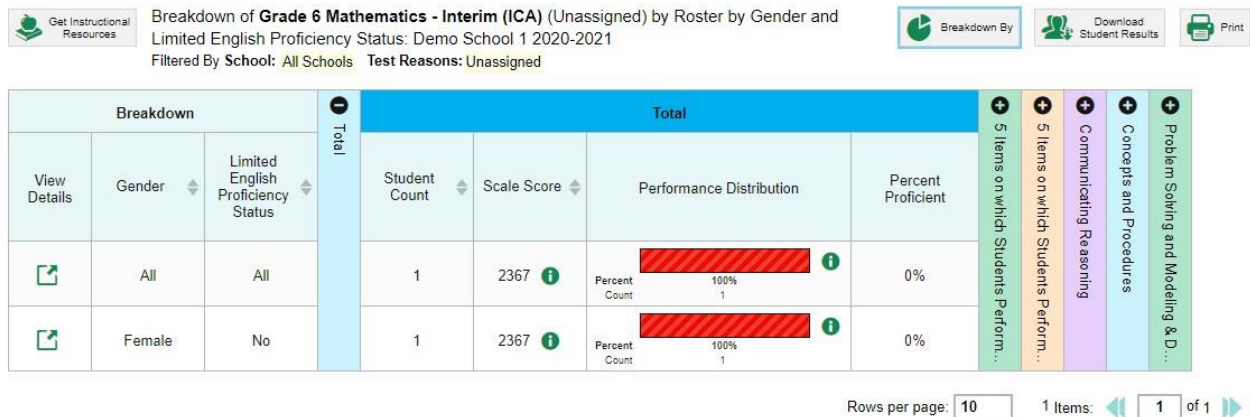 Get Instructional
Resources
Breakdown of Grade 6 Mathematics - Interim (ICA) (Unassigned) by Roster by Gender and
Limited English Proficiency Status: Demo School 1 2020-2021
Filtered By School: All Schools Test Reasons: Unassigned
Breakdown By
Download
Student Results
Print
Breakdown
Total
Total
5 Items on which Students Perform...
5 Items on which Students Perform...
Communicating Reasoning
Concepts and Procedures
Problem Solving and Modeling & D...
View
Details
Gender
Limited
English
Proficiency
Status
Student
Count
Scale Score
Performance Distribution
Percent
Proficient
All All 1 2367 Percent 100% 0%
Count 1
Female No 1 2367 Percent 100% 0%
Count 1
Rows per page: 10 1 Items: 1 of 1